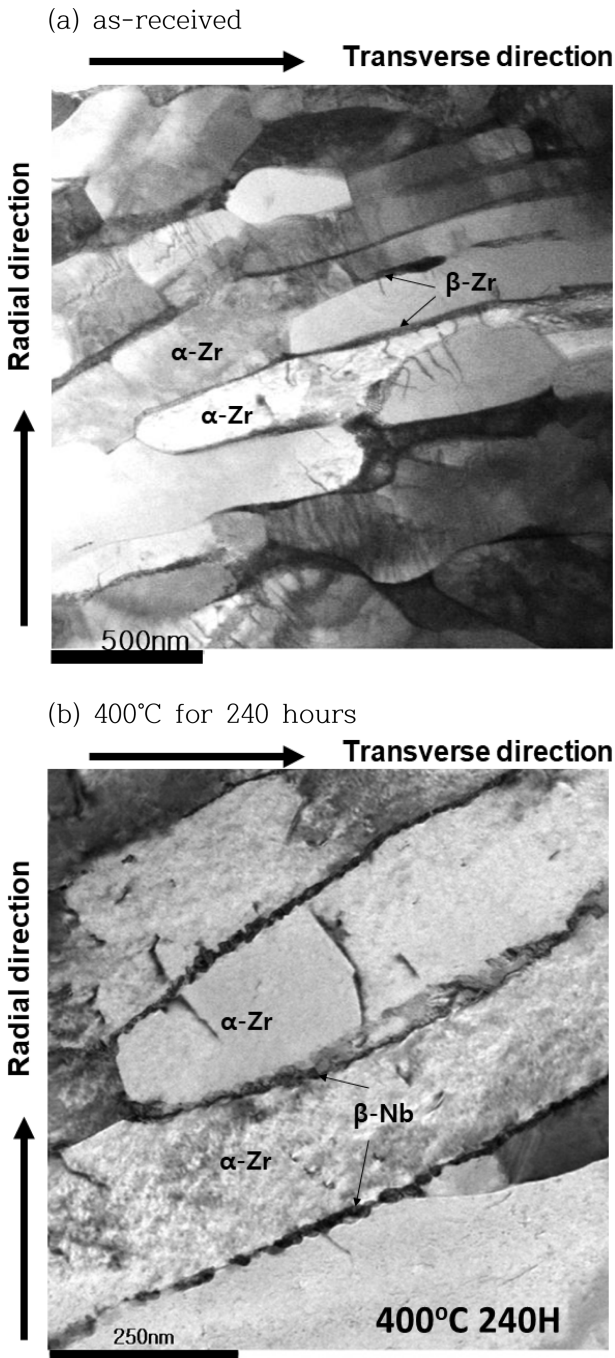 (a) as-received
Transverse direction
Radial direction
β-Zr
α-Zr
α-Zr
500nm
(b) 400℃ for 240 hours
Transverse direction
Radial direction
α-Zr
β-Nb
α-Zr
400⁰C 240H
250nm